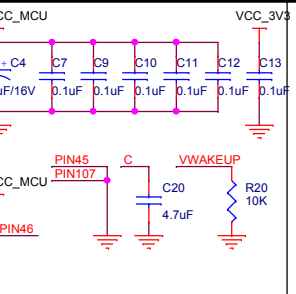 CC_MCU
VCC_3V3
+ C4
C7
C9
C10
C11
C12
C13
uF/16V
0.1uF
0.1uF
0.1uF
0.1uF
0.1uF
0.1uF
PIN45
C
VWAKEUP
PIN107
CC_MCU
C20
R20
4.7uF
10K
PIN46